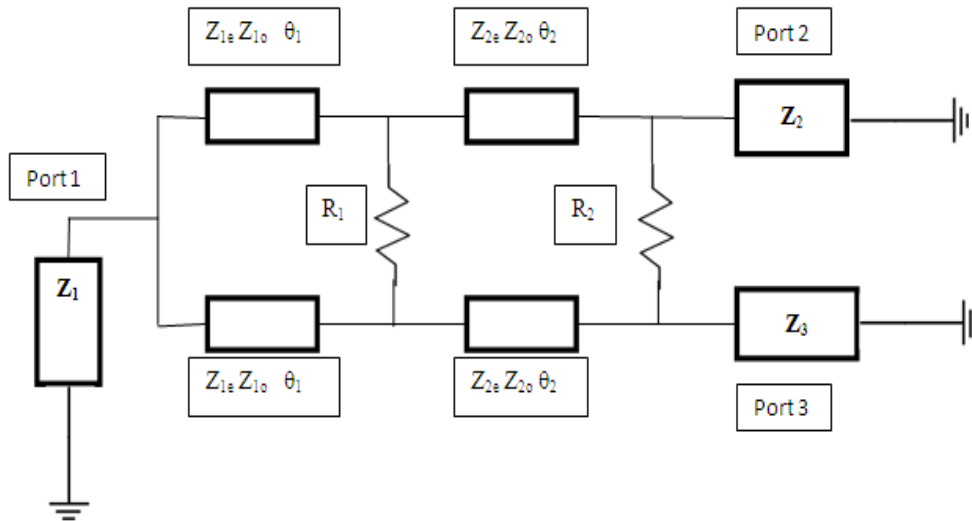 Z1e Z1o θ1
Z2e Z2o θ2
Port 2
Z2
Port 1
R1
R2
Z1
Z3
Z1e Z1o θ1
Z2e Z2o θ2
Port 3